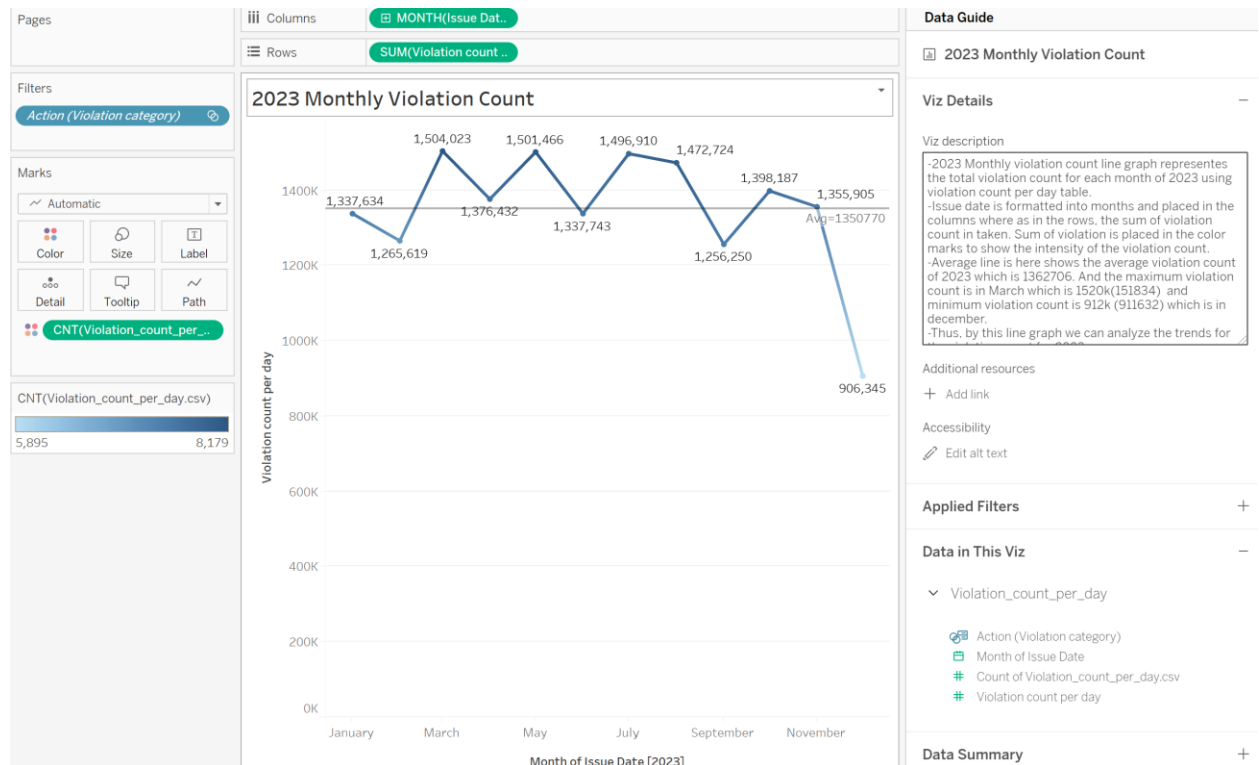 Pages
Columns
MONTH(Issue Dat..
Rows
SUM(Violation count ..
Filters
Action (Violation category)
Marks
Automatic
Color
Size
Label
Detail
Tooltip
Path
CNT(Violation_count_per_..
CNT(Violation_count_per_day.csv)
5,895
8,179
2023 Monthly Violation Count
1,504,023
1,501,466
1,496,910
1,472,724
1,398,187
1,355,905
1,337,634
1,376,432
Avg=1350770
1,337,743
1,265,619
1,256,250
906,345
Violation count per day
1400K
1200K
1000K
800K
600K
400K
200K
0K
January
March
May
July
September
November
Month of Issue Date [2023]
Data Guide
2023 Monthly Violation Count
Viz Details
Viz description
-2023 Monthly violation count line graph representes
the total violation count for each month of 2023 using
violation count per day table.
-Issue date is formatted into months and placed in the
columns where as in the rows, the sum of violation
count in taken. Sum of violation is placed in the color
marks to show the intensity of the violation count.
-Average line is here shows the average violation count
of 2023 which is 1362706. And the maximum violation
count is in March which is 1520k(151834) and
minimum violation count is 912k (911632) which is in
december.
-Thus, by this line graph we can analyze the trends for
Additional resources
Add link
Accessibility
Edit alt text
Applied Filters
Data in This Viz
Violation_count_per_day
Action (Violation category)
Month of Issue Date
Count of Violation_count_per_day.csv
Violation count per day
Data Summary